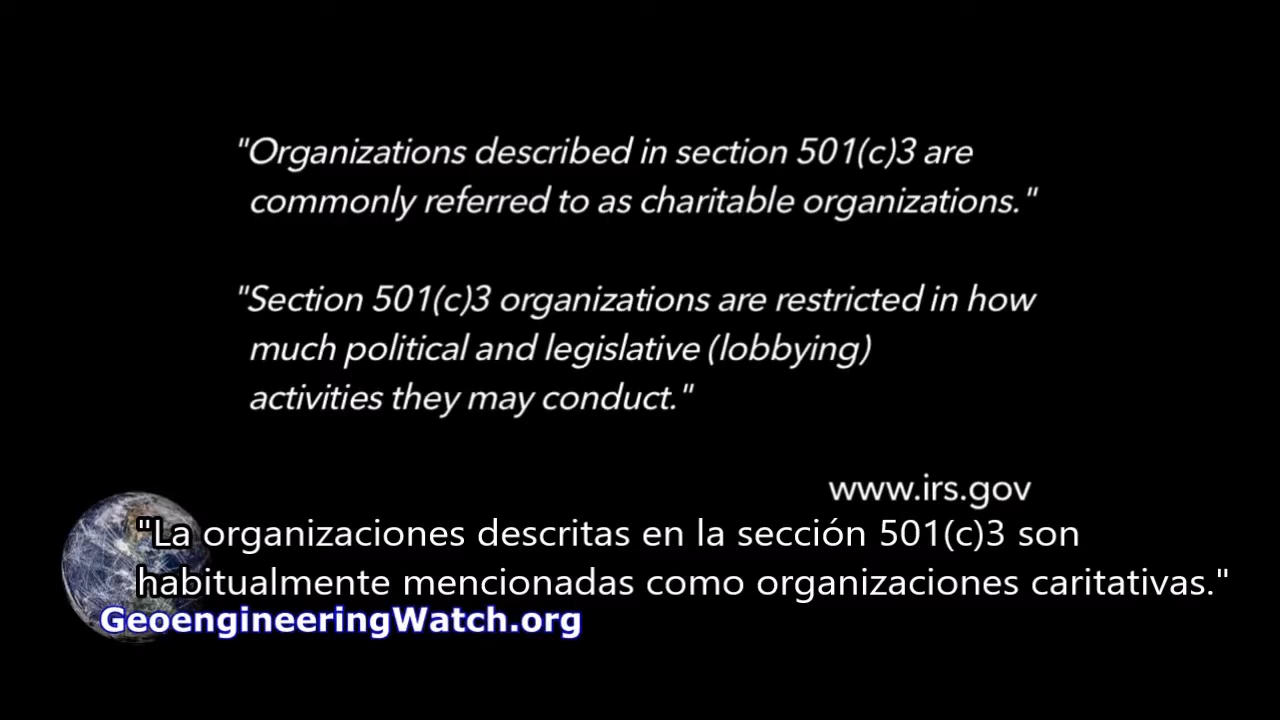 "Organizations described in section 501(c)3 are
commonly referred to as charitable organizations."
"Section 501(c)3 organizations are restricted in how
much political and legislative (lobbying)
activities they may conduct."
www.irs.gov
"La organizaciones descritas en la sección 501(c)3 son
habitualmente mencionadas como organizaciones caritativas."
GeoengineeringWatch.org